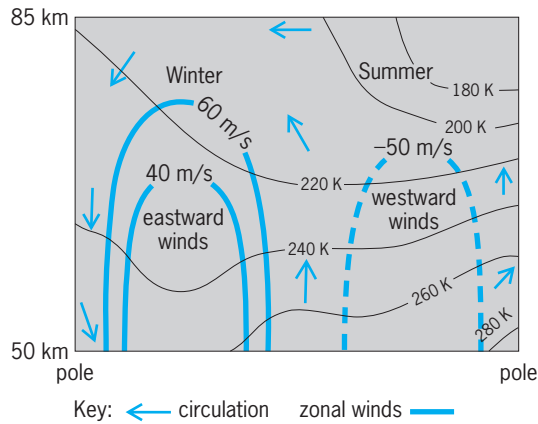 85 km
Winter
Summer
180 K
60 m/s
200 K
–50 m/s
40 m/s
220 K
westward
winds
eastward
winds
240 K
260 K
280 K
50 km
pole
pole
Key: circulation zonal winds